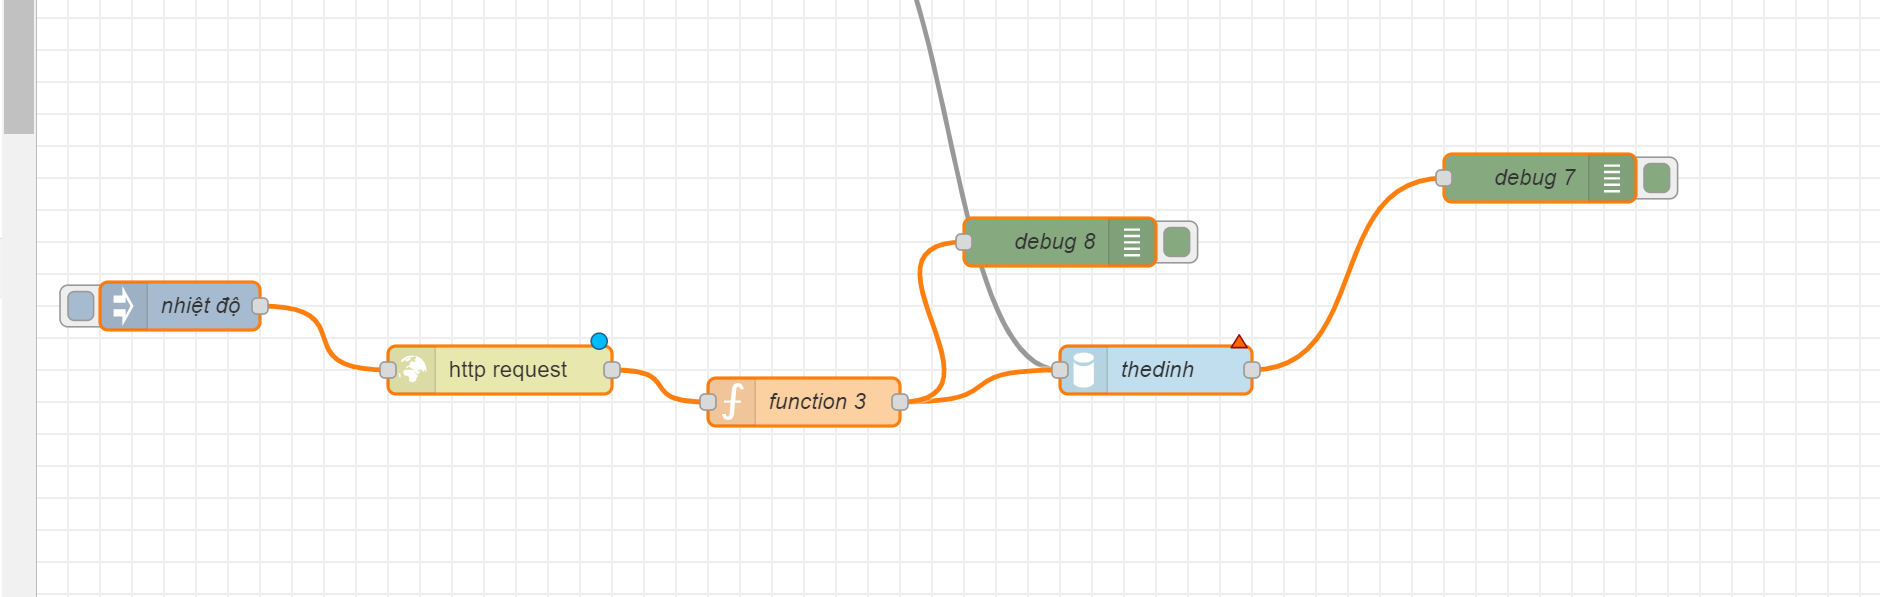 debug 7
debug 8
nhiệt độ
http request
thedinh
function 3